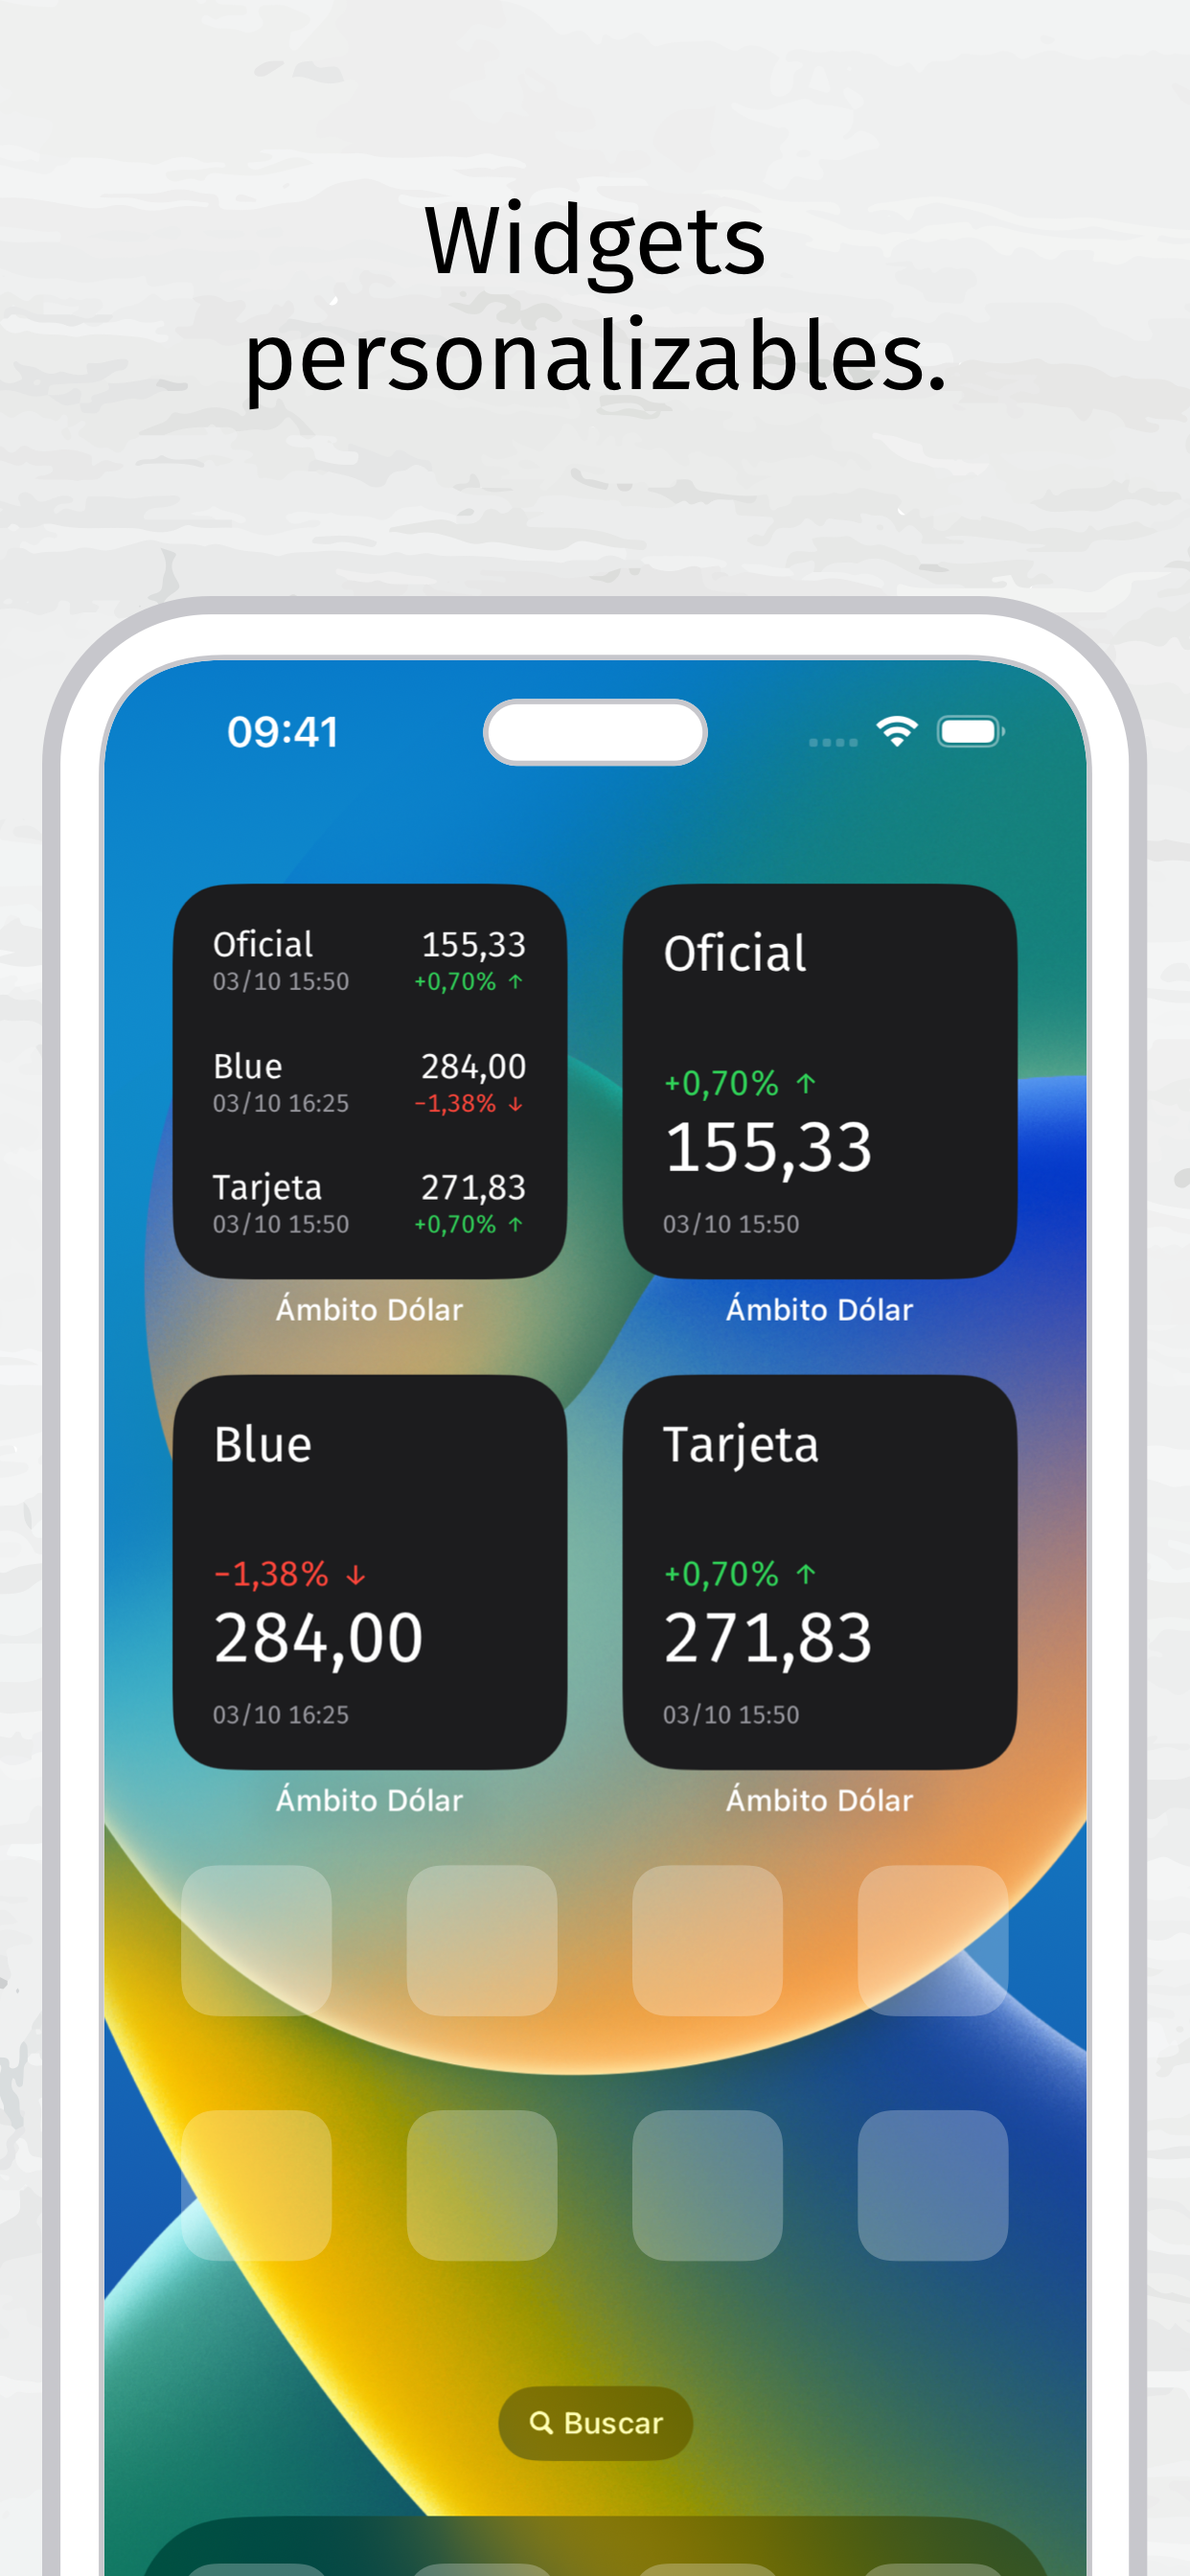 Widgets
personalizables.
09:41
Oficial 155,33
03/10 15:50 +0,70% ↑
Blue 284,00
03/10 16:25 −1,38% ↓
Tarjeta 271,83
03/10 15:50 +0,70% ↑
Ámbito Dólar
Oficial
+0,70% ↑
155,33
03/10 15:50
Ámbito Dólar
Blue
−1,38% ↓
284,00
03/10 16:25
Ámbito Dólar
Tarjeta
+0,70% ↑
271,83
03/10 15:50
Ámbito Dólar
Buscar